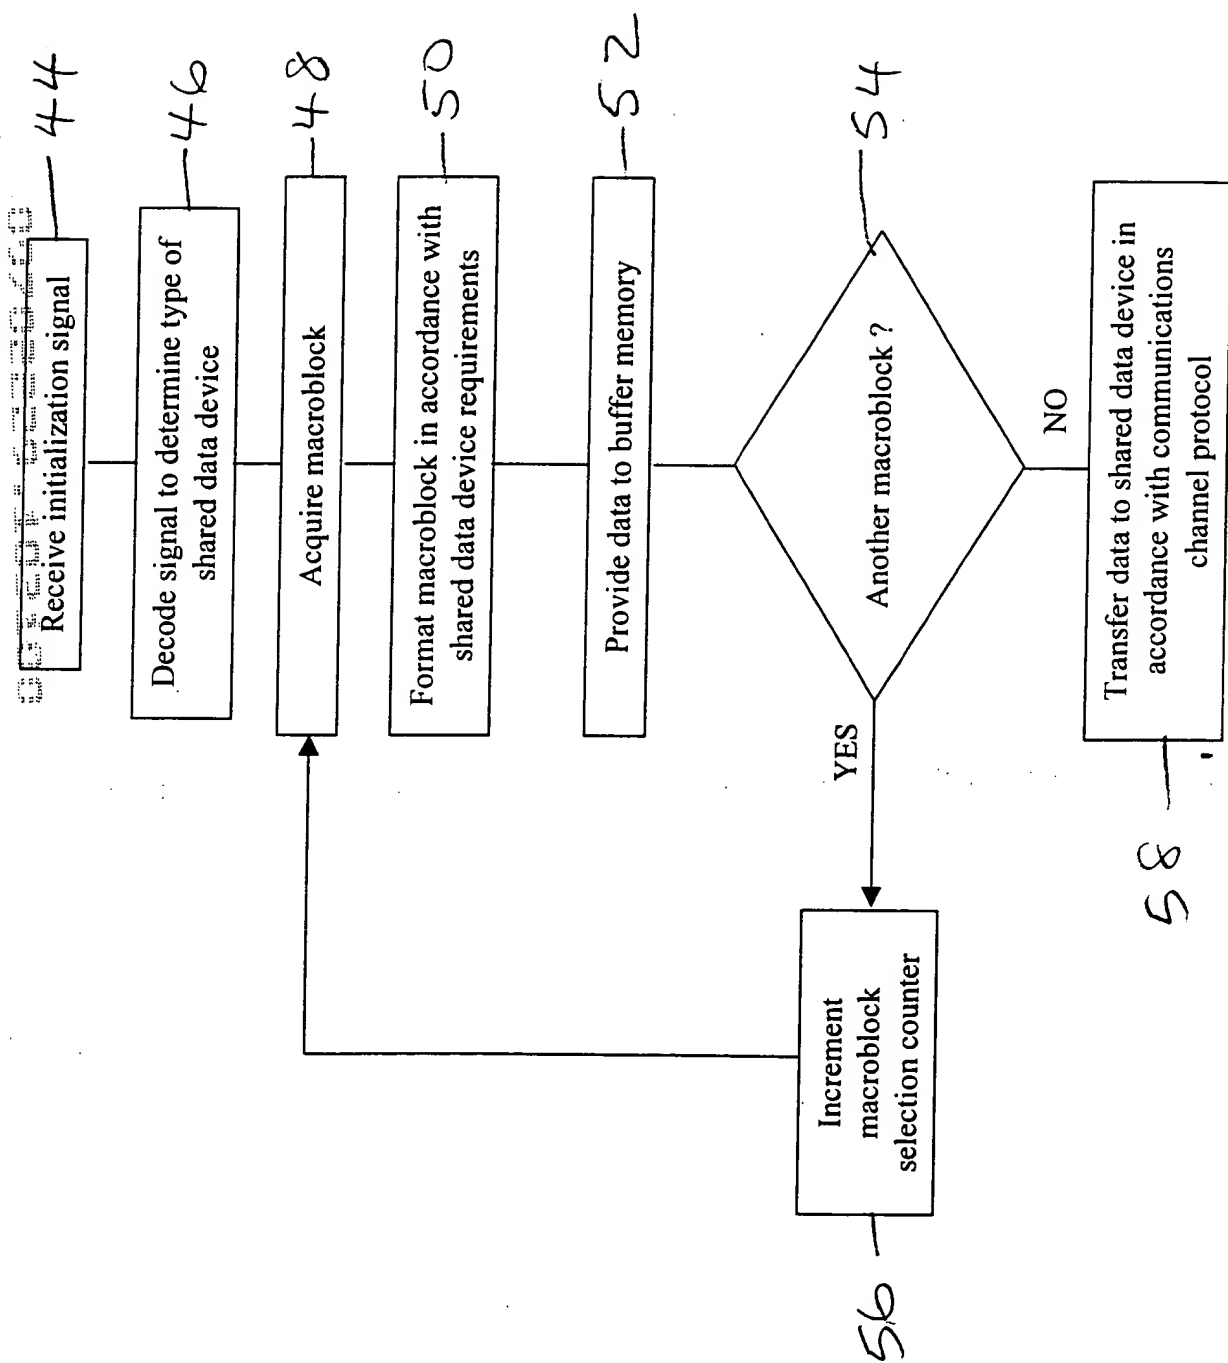 Receive initialization signal
44
Decode signal to determine type of
shared data device
46
Acquire macroblock
48
Format macroblock in accordance with
shared data device requirements
50
Provide data to buffer memory
52
Another macroblock ?
54
YES
NO
Increment
macroblock
selection counter
56
Transfer data to shared data device in
accordance with communications
channel protocol
58